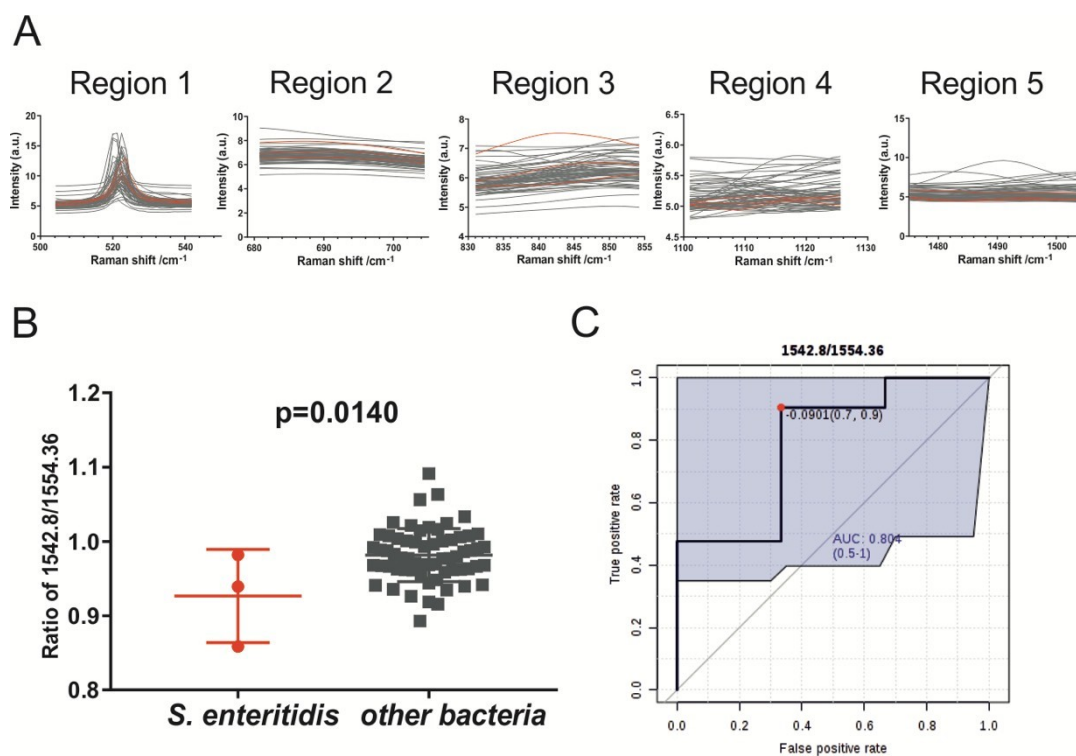 A
Region 1
Region 2
Region 3
Region 4
Region 5
Intensity (a.u.)
20
15
10
5
0
500
520
540
Raman shift /cm-1
Intensity (a.u.)
10
8
6
4
2
0
680
690
700
Raman shift /cm-1
Intensity (a.u.)
8
7
6
5
4
830
835
840
845
850
855
Raman shift /cm-1
Intensity (a.u.)
6.5
6.0
5.5
5.0
4.5
1101
1110
1120
1130
Raman shift /cm-1
Intensity (a.u.)
15
10
5
0
1480
1490
1500
Raman shift /cm-1
B
Ratio of 1542.8/1554.36
1.2
1.1
1.0
0.9
0.8
p=0.0140
S. enteritidis
other bacteria
C
1542.8/1554.36
True positive rate
1.0
0.8
0.6
0.4
0.2
0.0
-0.0901(0.7, 0.9)
AUC: 0.804
(0.5-1)
0.0
0.2
0.4
0.6
0.8
1.0
False positive rate